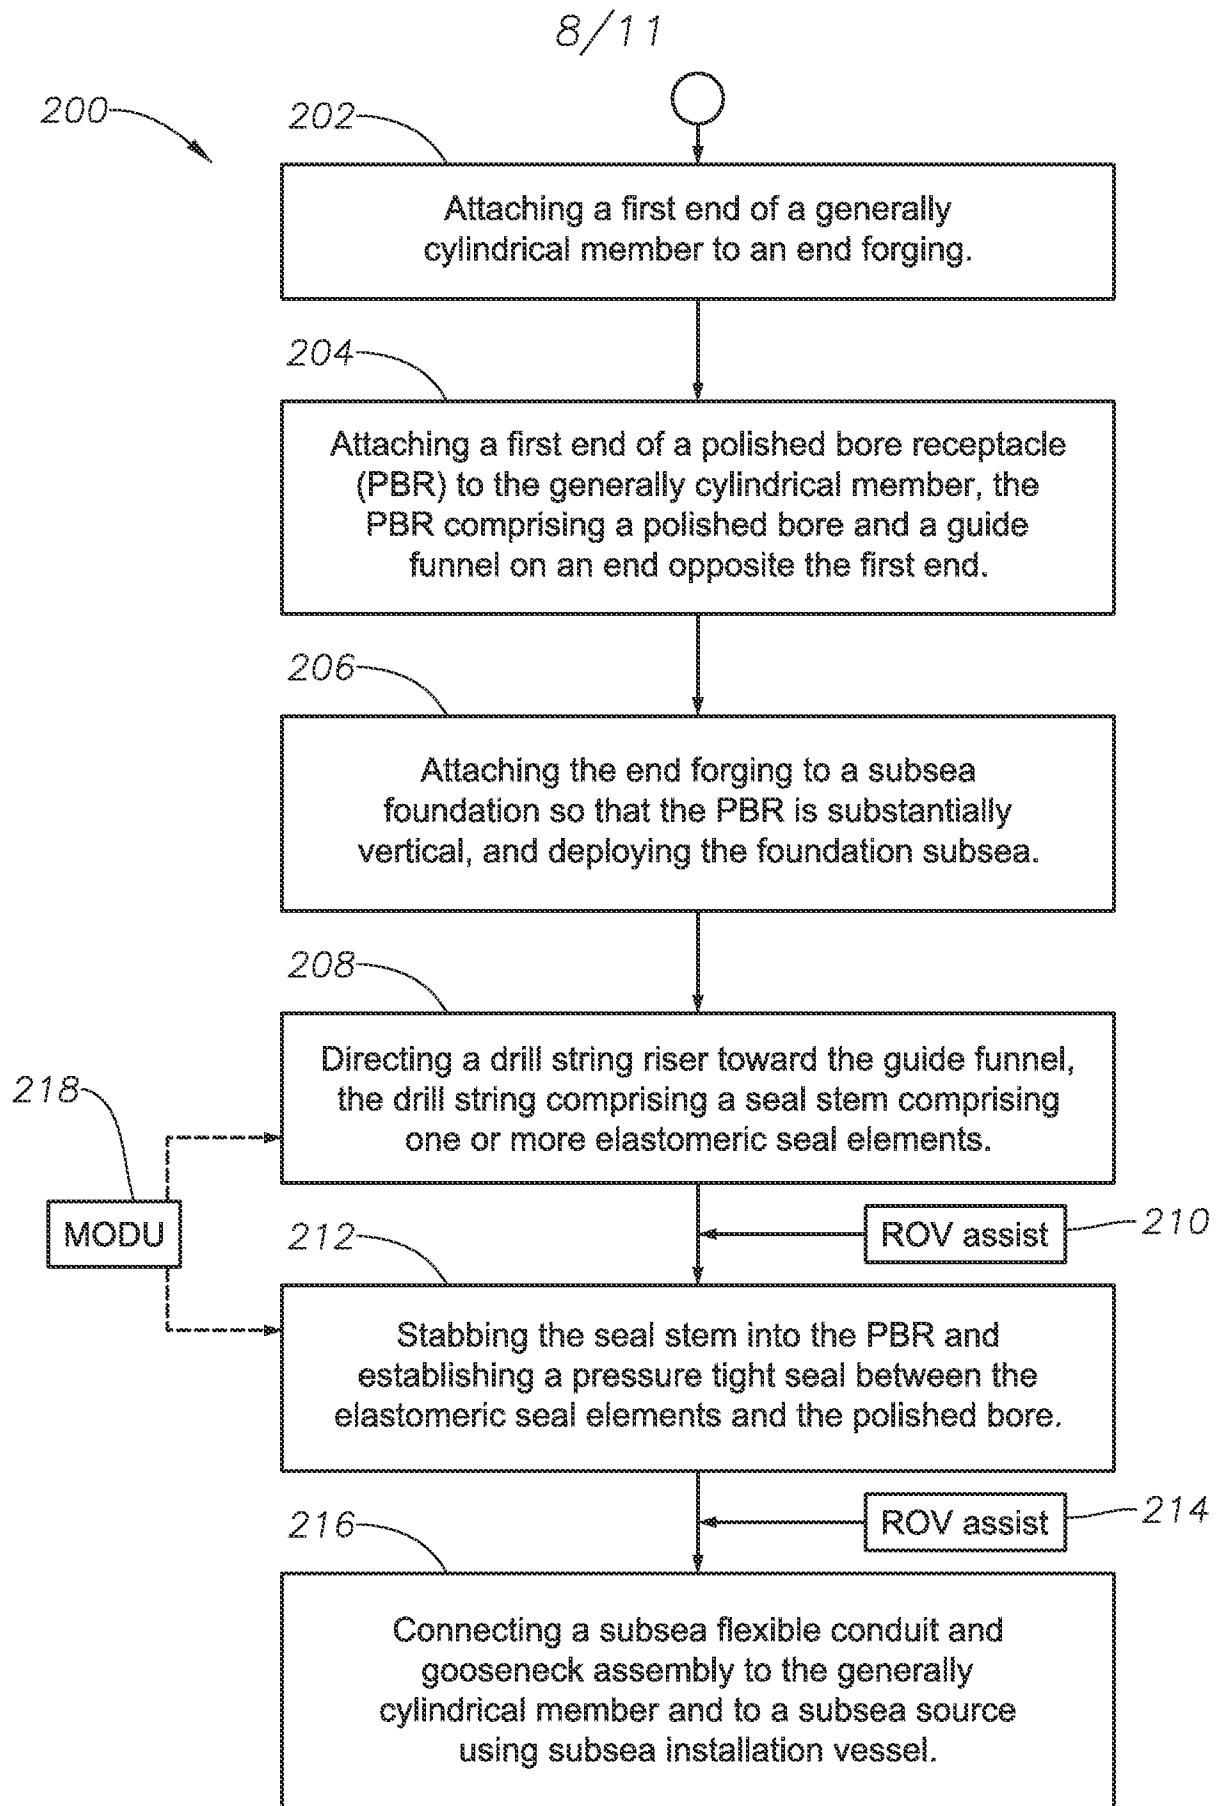 8/11
200
202
Attaching a first end of a generally
cylindrical member to an end forging.
204
Attaching a first end of a polished bore receptacle
(PBR) to the generally cylindrical member, the
PBR comprising a polished bore and a guide
funnel on an end opposite the first end.
206
Attaching the end forging to a subsea
foundation so that the PBR is substantially
vertical, and deploying the foundation subsea.
208
Directing a drill string riser toward the guide funnel,
the drill string comprising a seal stem comprising
one or more elastomeric seal elements.
218
MODU
ROV assist
210
212
Stabbing the seal stem into the PBR and
establishing a pressure tight seal between the
elastomeric seal elements and the polished bore.
ROV assist
214
216
Connecting a subsea flexible conduit and
gooseneck assembly to the generally
cylindrical member and to a subsea source
using subsea installation vessel.